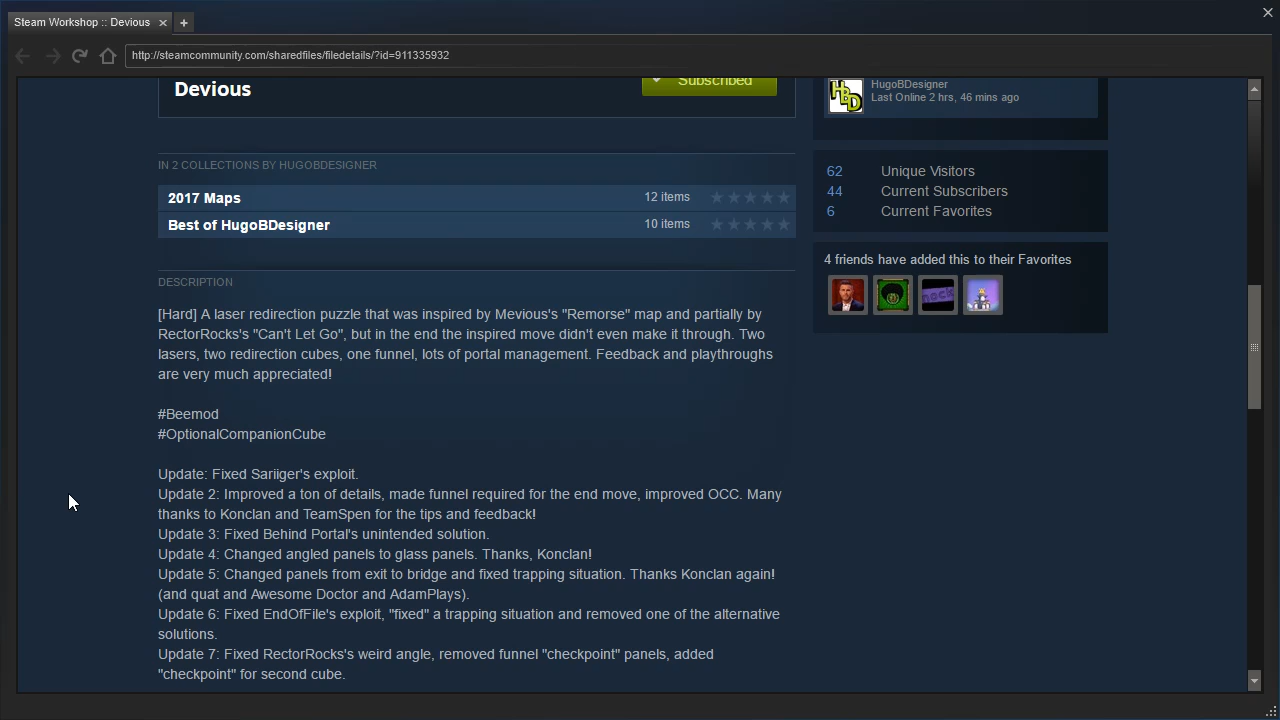 Steam Workshop :: Devious
http://steamcommunity.com/sharedfiles/filedetails/?id=911335932
Devious
Subscribed
HBD
HugoBDesigner
Last Online 2 hrs, 46 mins ago
IN 2 COLLECTIONS BY HUGOBDESIGNER
2017 Maps 12 items
Best of HugoBDesigner 10 items
62 Unique Visitors
44 Current Subscribers
6 Current Favorites
4 friends have added this to their Favorites
nock
DESCRIPTION
[Hard] A laser redirection puzzle that was inspired by Mevious's "Remorse" map and partially by
RectorRocks's "Can't Let Go", but in the end the inspired move didn't even make it through. Two
lasers, two redirection cubes, one funnel, lots of portal management. Feedback and playthroughs
are very much appreciated!
#Beemod
#OptionalCompanionCube
Update: Fixed Sariiger's exploit.
Update 2: Improved a ton of details, made funnel required for the end move, improved OCC. Many
thanks to Konclan and TeamSpen for the tips and feedback!
Update 3: Fixed Behind Portal's unintended solution.
Update 4: Changed angled panels to glass panels. Thanks, Konclan!
Update 5: Changed panels from exit to bridge and fixed trapping situation. Thanks Konclan again!
(and quat and Awesome Doctor and AdamPlays).
Update 6: Fixed EndOfFile's exploit, "fixed" a trapping situation and removed one of the alternative
solutions.
Update 7: Fixed RectorRocks's weird angle, removed funnel "checkpoint" panels, added
"checkpoint" for second cube.